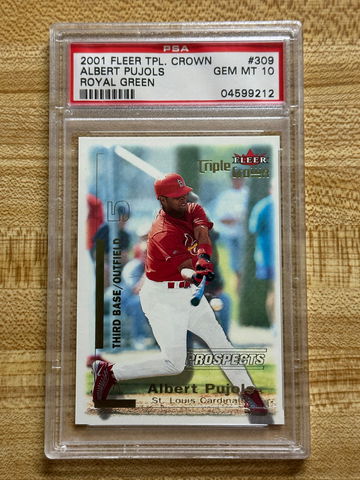 PSA
2001 FLEER TPL. CROWN #309
ALBERT PUJOLS GEM MT 10
ROYAL GREEN 04599212
FLEER
Triple
Crown
5
THIRD BASE/OUTFIELD
PROSPECTS
Albert Pujols
St. Louis Cardinals